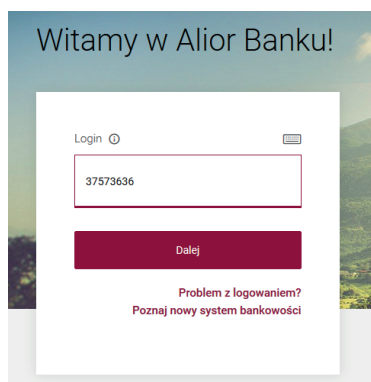 Witamy w Alior Banku!
Login
37573636
Dalej
Problem z logowaniem?
Poznaj nowy system bankowości